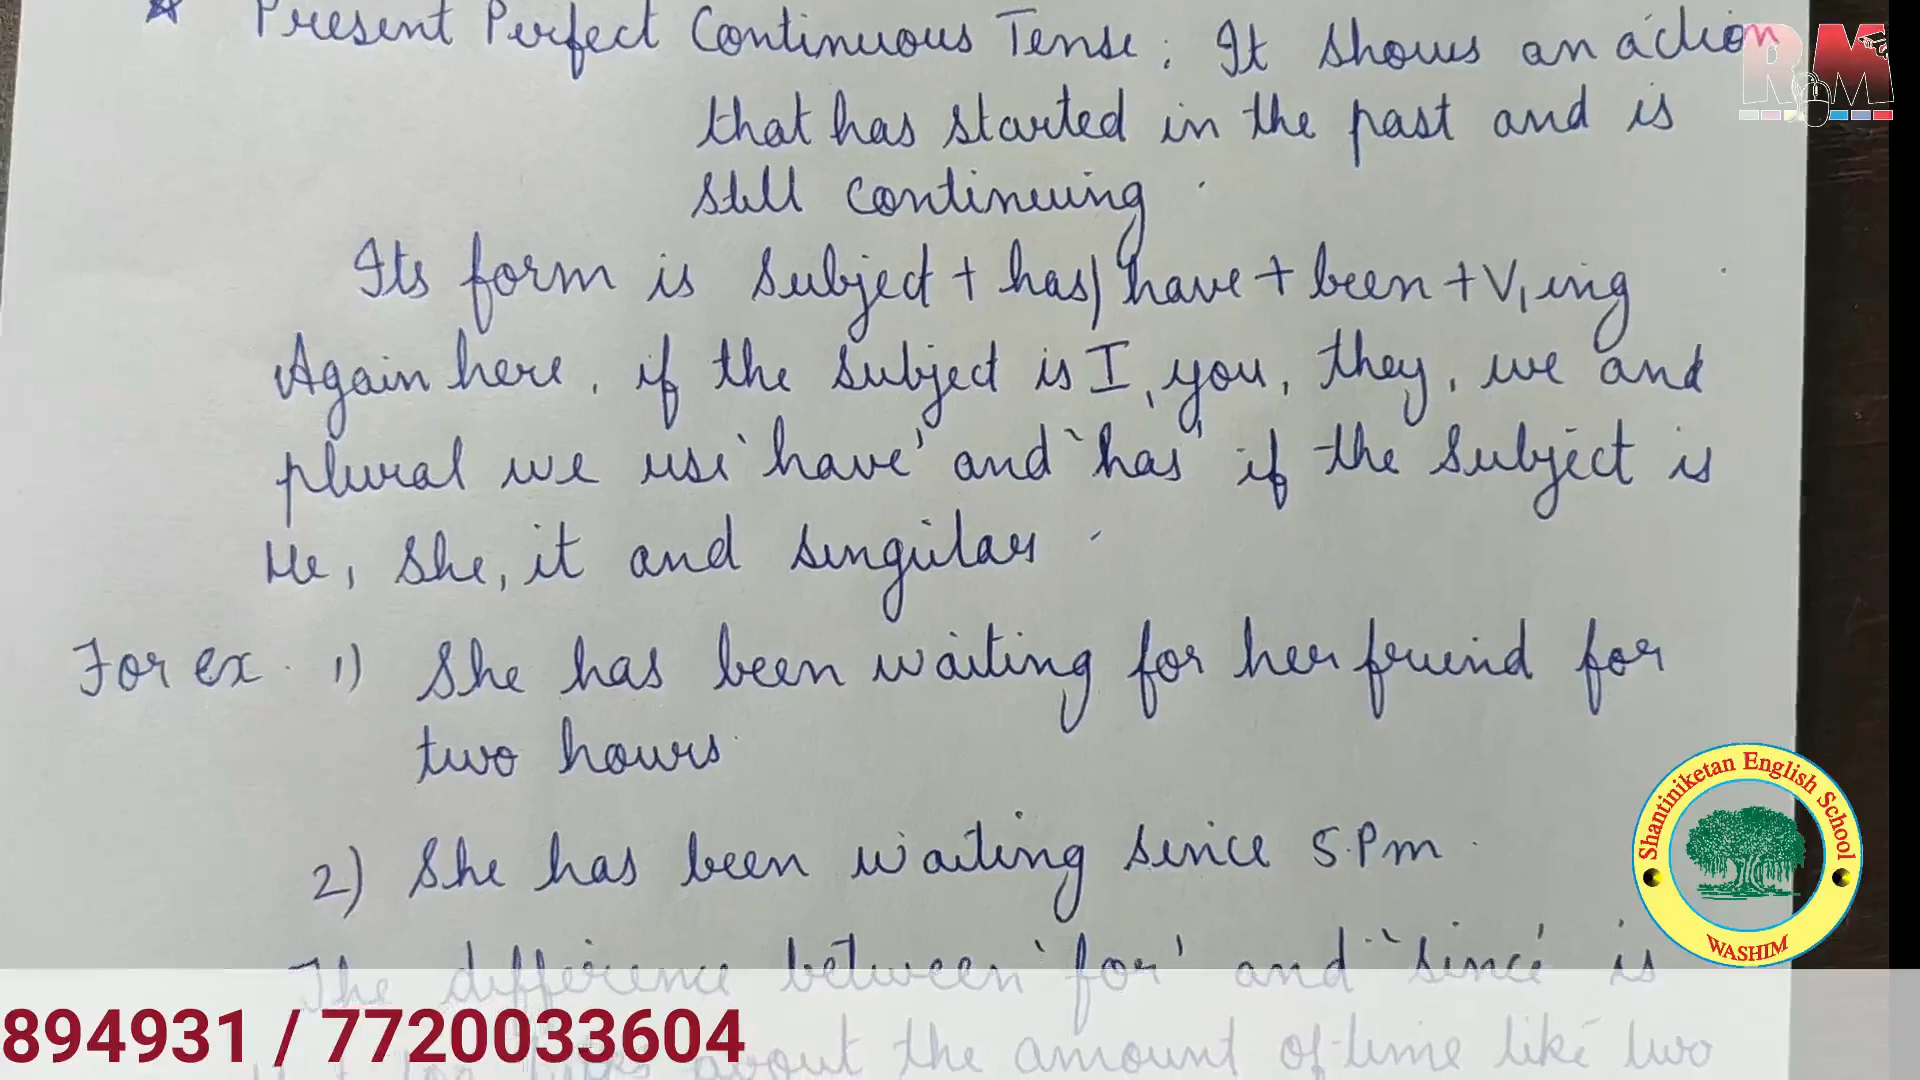 Present Perfect Continuous Tense : It shows an action
that has started in the past and is
still continuing.
Its form is Subject + has/have + been + V1ing
Again here, if the subject is I, you, they, we and
plural we use 'have' and 'has' if the subject is
He, She, it and singular.
For ex. 1) She has been waiting for her friend for
two hours.
2) She has been waiting since 5.Pm.
The difference between 'for' and 'since' is
about the amount of time like two
894931 / 7720033604
RM
Shantiniketan English School
WASHIM